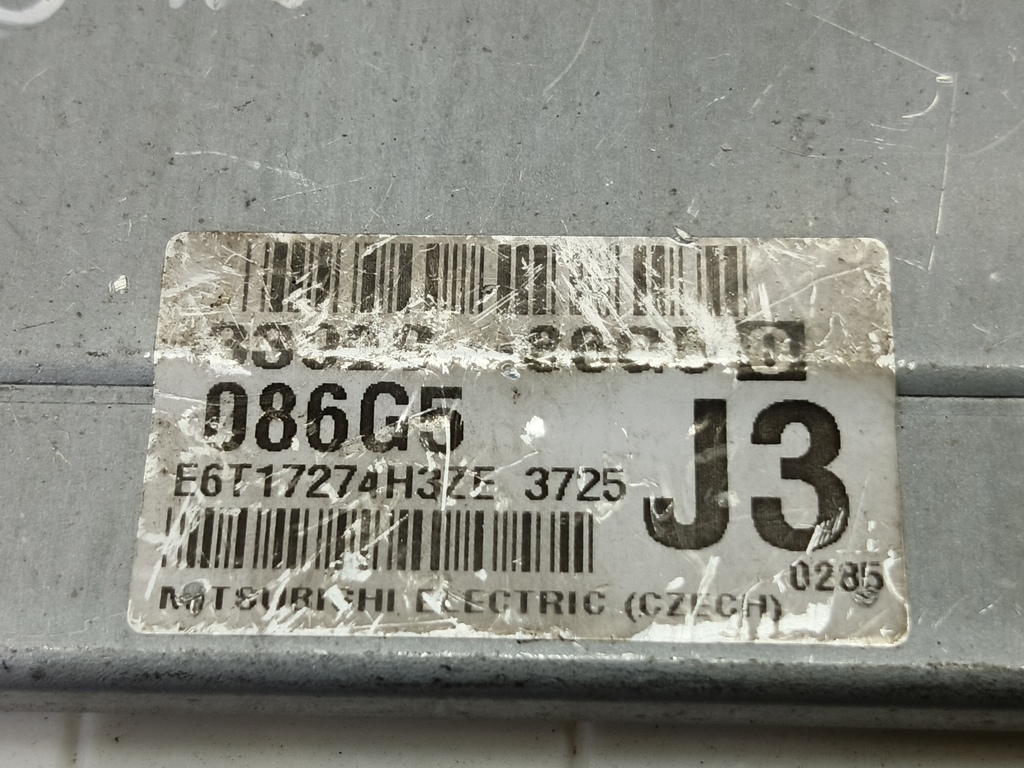 086G5
E6T17274H3ZE 3725
J3
0285
MITSUBISHI ELECTRIC (CZECH)